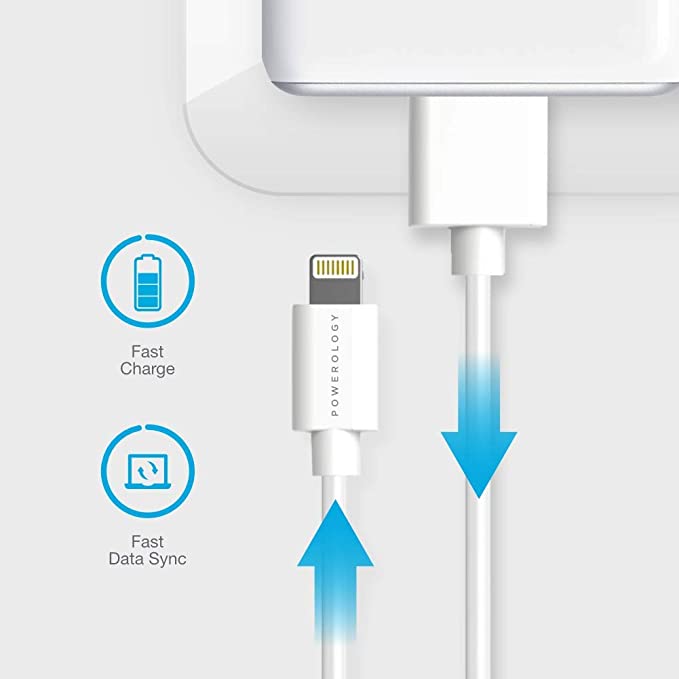 Fast
Charge
POWEROLOGY
Fast
Data Sync